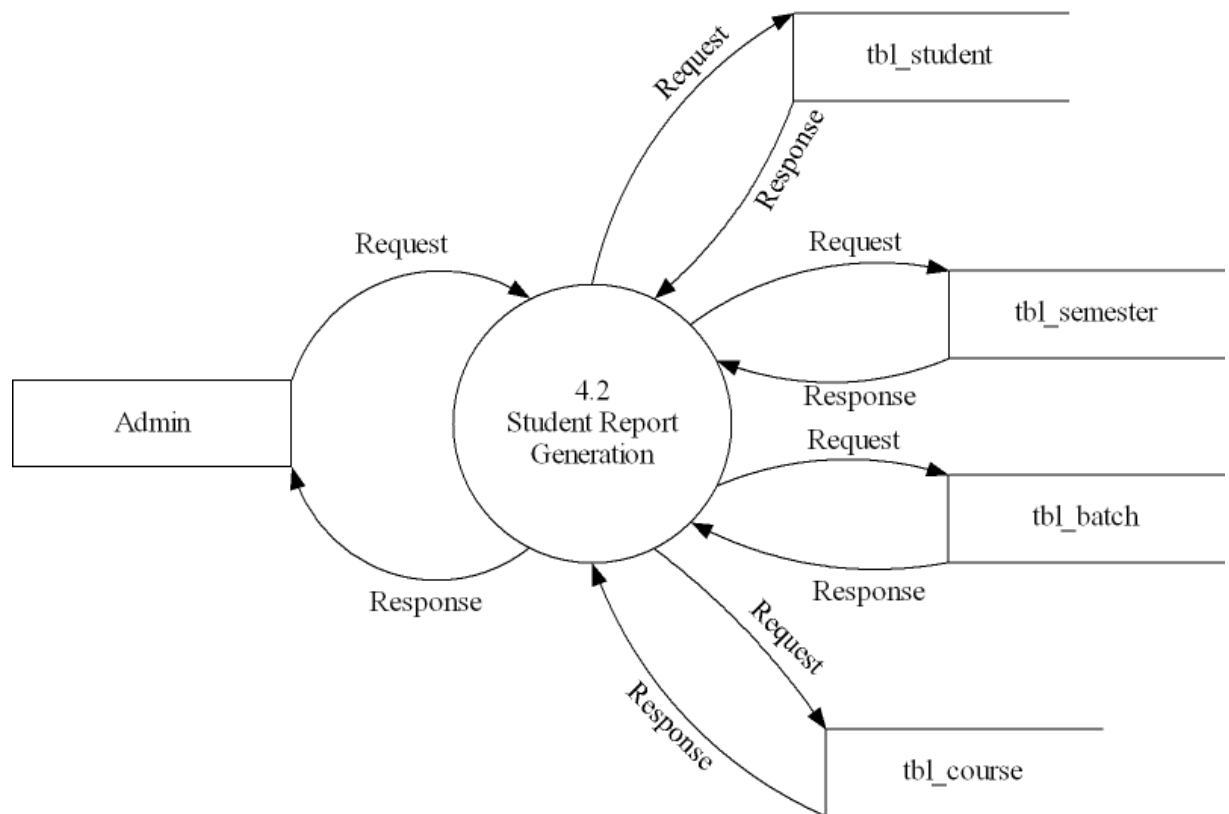 Request
tbl_student
Response
Request
Request
tbl_semester
Response
Admin
4.2
Student Report
Generation
Request
tbl_batch
Response
Response
Request
Response
tbl_course